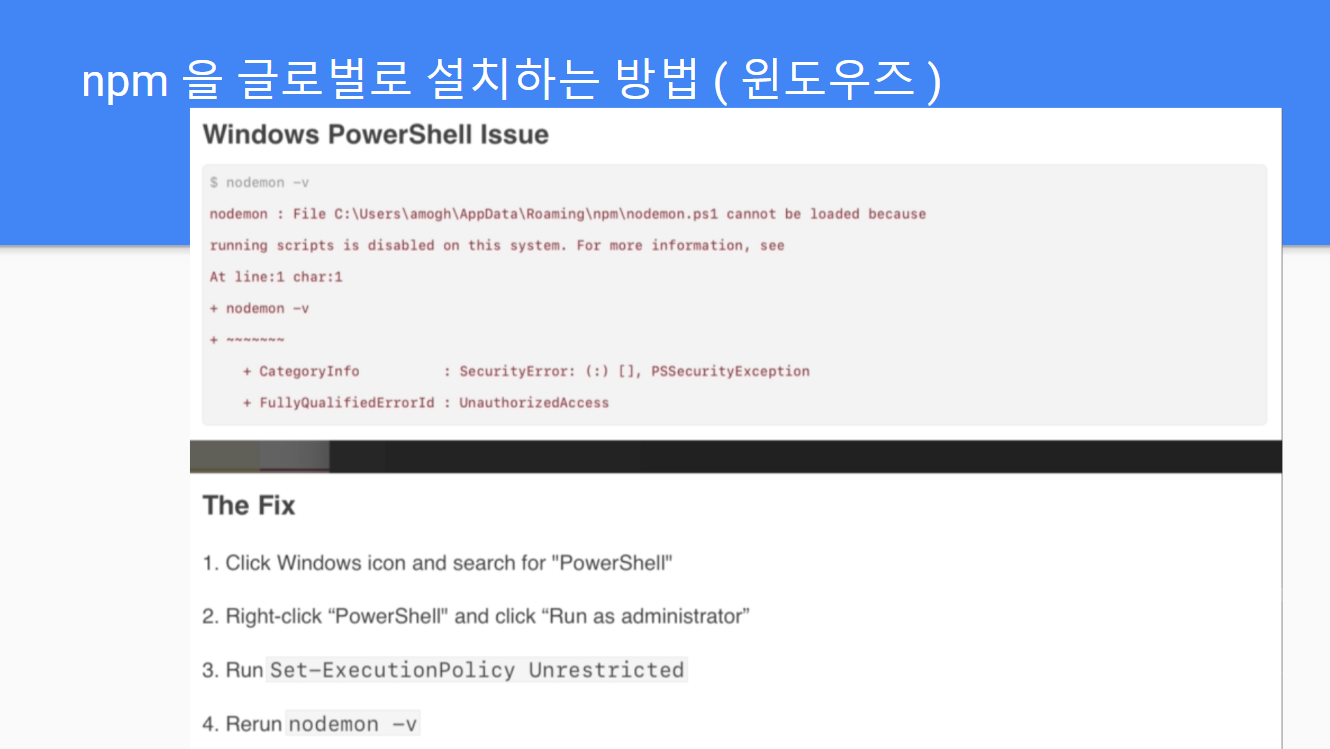 npm 을 글로벌로 설치하는 방법 ( 윈도우즈 )
Windows PowerShell Issue
$ nodemon -v
nodemon : File C:\Users\amogh\AppData\Roaming\npm\nodemon.ps1 cannot be loaded because
running scripts is disabled on this system. For more information, see
At line:1 char:1
+ nodemon -v
+ ~~~~~~~
+ CategoryInfo : SecurityError: (:) [], PSSecurityException
+ FullyQualifiedErrorId : UnauthorizedAccess
The Fix
1. Click Windows icon and search for "PowerShell"
2. Right-click “PowerShell" and click “Run as administrator”
3. Run Set-ExecutionPolicy Unrestricted
4. Rerun nodemon -v